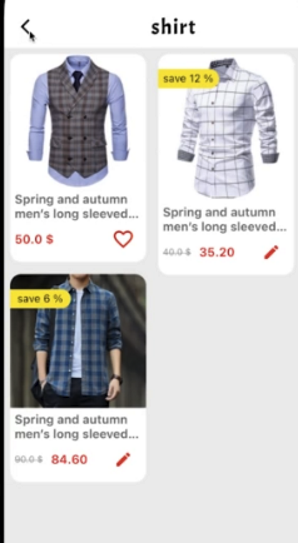 shirt
Spring and autumn
men's long sleeved...
50.0 $
save 12 %
Spring and autumn
men's long sleeved...
40.0 $ 35.20
save 6 %
Spring and autumn
men's long sleeved...
90.0 $ 84.60